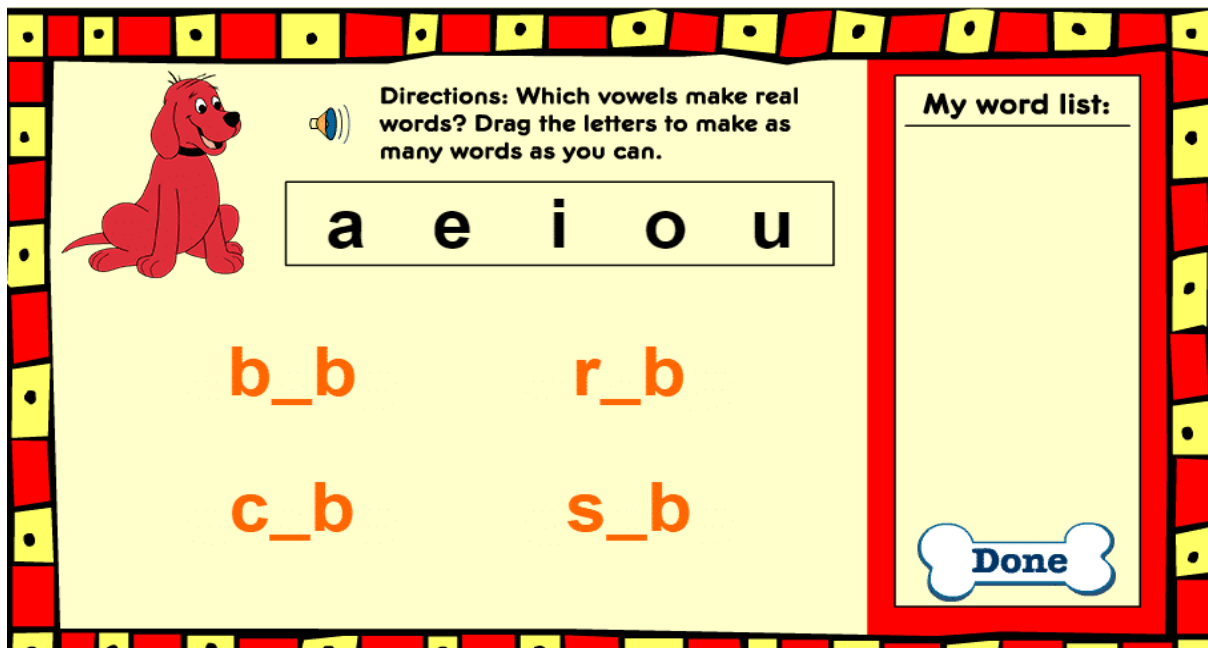 Directions: Which vowels make real
words? Drag the letters to make as
many words as you can.
a e i o u
b_b r_b
c_b s_b
My word list:
Done